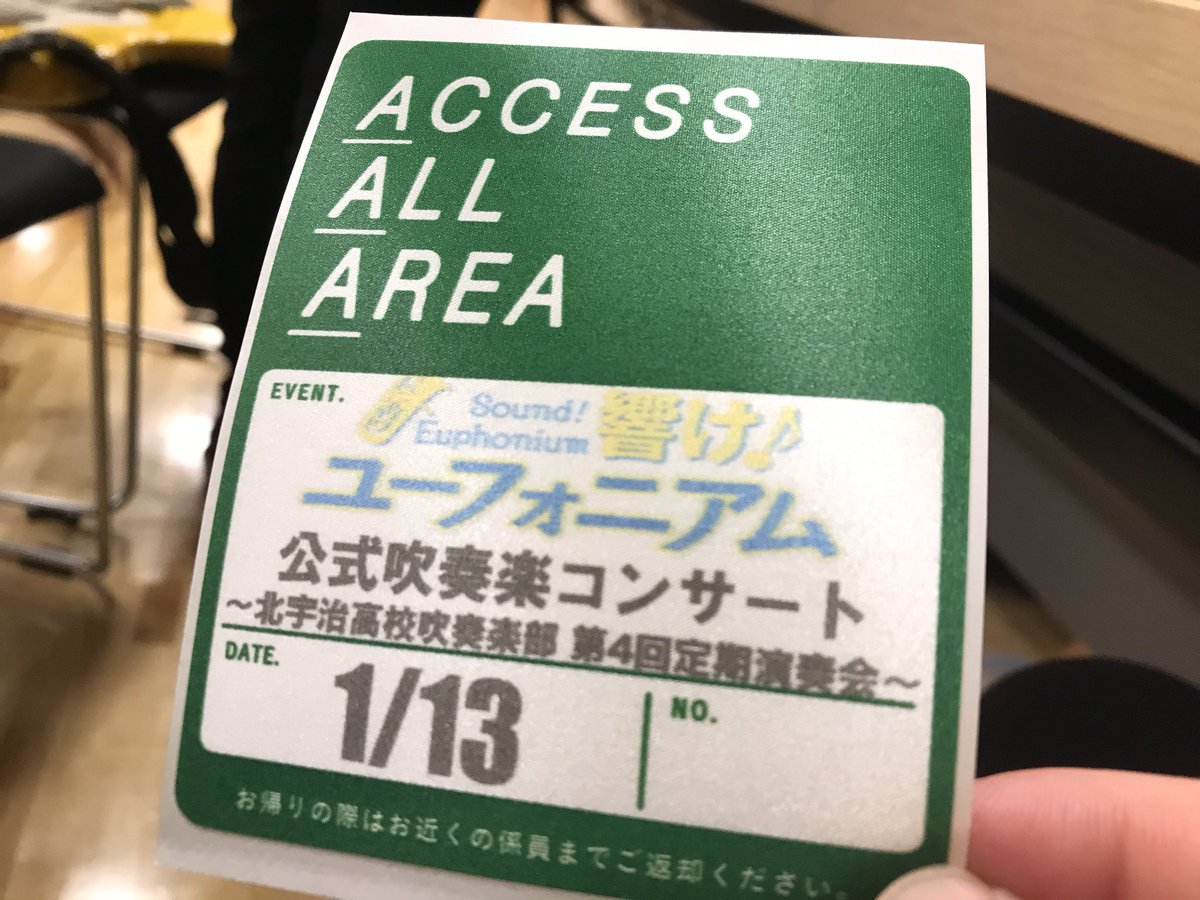 ACCESS
ALL
AREA
EVENT.
Sound! Euphonium 響け!♪
ユーフォニアム
公式吹奏楽コンサート
～北宇治高校吹奏楽部 第4回定期演奏会～
DATE.
1/13
NO.
お帰りの際はお近くの係員までご返却ください。